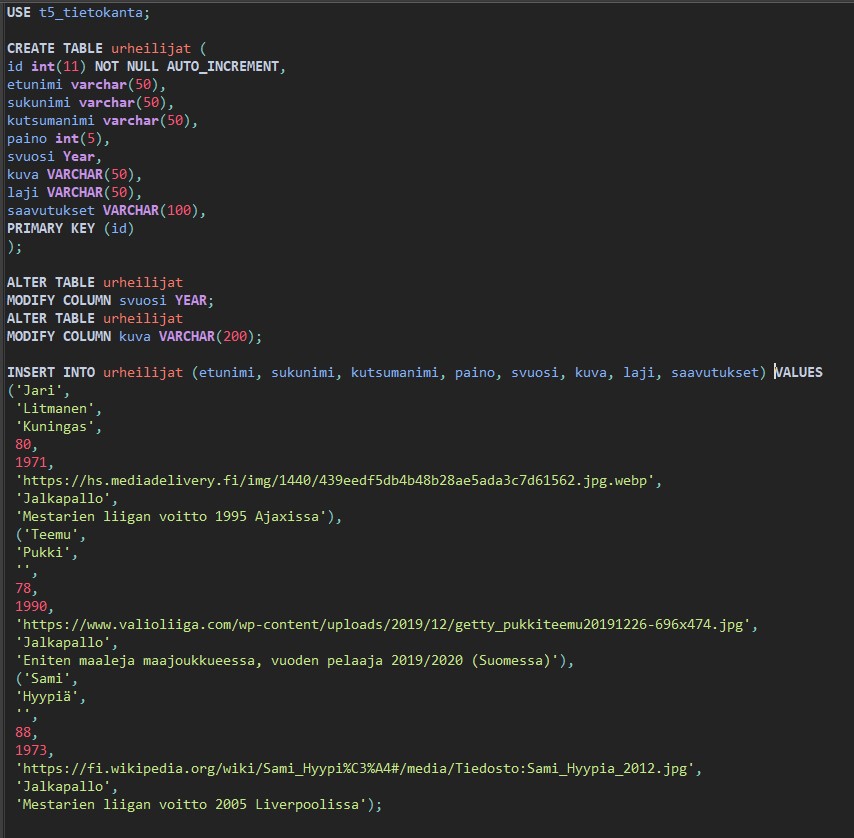 USE t5_tietokanta;
CREATE TABLE urheilijat (
id int(11) NOT NULL AUTO_INCREMENT,
etunimi varchar(50),
sukunimi varchar(50),
kutsumanimi varchar(50),
paino int(5),
svuosi Year,
kuva VARCHAR(50),
laji VARCHAR(50),
saavutukset VARCHAR(100),
PRIMARY KEY (id)
);
ALTER TABLE urheilijat
MODIFY COLUMN svuosi YEAR;
ALTER TABLE urheilijat
MODIFY COLUMN kuva VARCHAR(200);
INSERT INTO urheilijat (etunimi, sukunimi, kutsumanimi, paino, svuosi, kuva, laji, saavutukset) VALUES
('Jari',
'Litmanen',
'Kuningas',
80,
1971,
'https://hs.mediadelivery.fi/img/1440/439eedf5db4b48b28ae5ada3c7d61562.jpg.webp',
'Jalkapallo',
'Mestarien liigan voitto 1995 Ajaxissa'),
('Teemu',
'Pukki',
'',
78,
1990,
'https://www.valioliiga.com/wp-content/uploads/2019/12/getty_pukkiteemu20191226-696x474.jpg',
'Jalkapallo',
'Eniten maaleja maajoukkueessa, vuoden pelaaja 2019/2020 (Suomessa)'),
('Sami',
'Hyypiä',
'',
88,
1973,
'https://fi.wikipedia.org/wiki/Sami_Hyypi%C3%A4#/media/Tiedosto:Sami_Hyypia_2012.jpg',
'Jalkapallo',
'Mestarien liigan voitto 2005 Liverpoolissa');